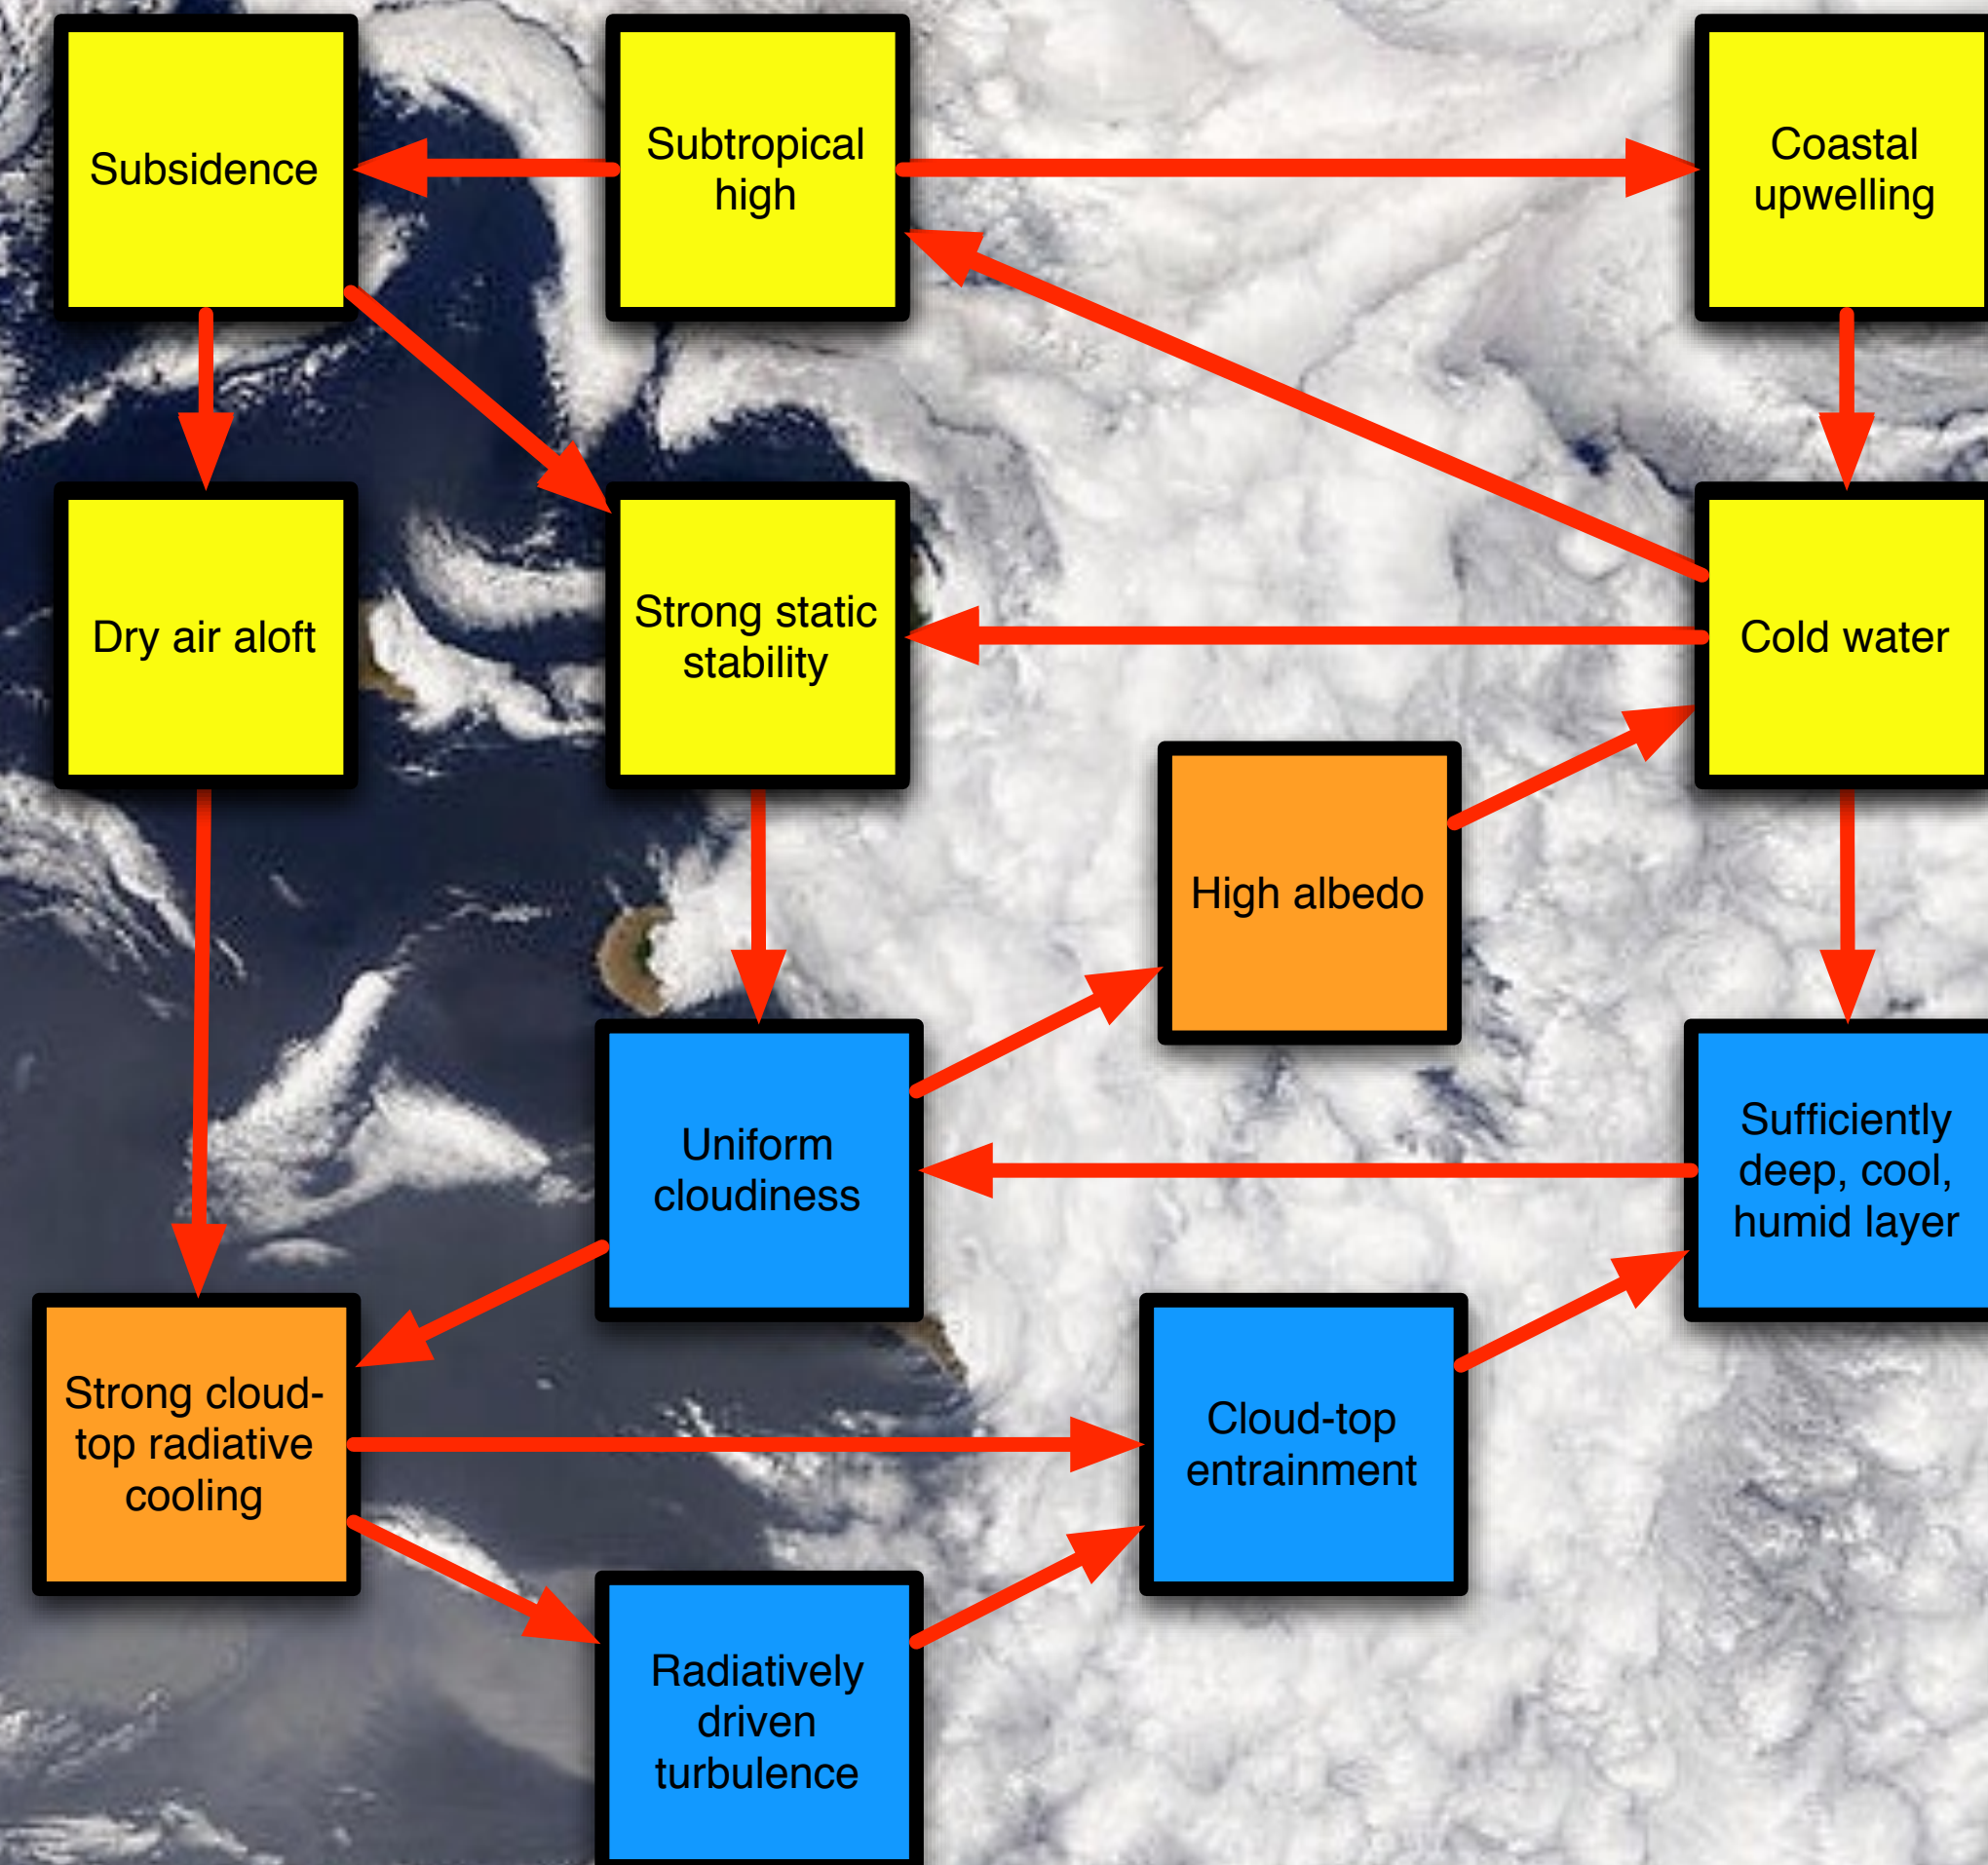 Subsidence
Subtropical
high
Coastal
upwelling
Dry air aloft
Strong static
stability
Cold water
High albedo
Uniform
cloudiness
Sufficiently
deep, cool,
humid layer
Strong cloud-
top radiative
cooling
Cloud-top
entrainment
Radiatively
driven
turbulence